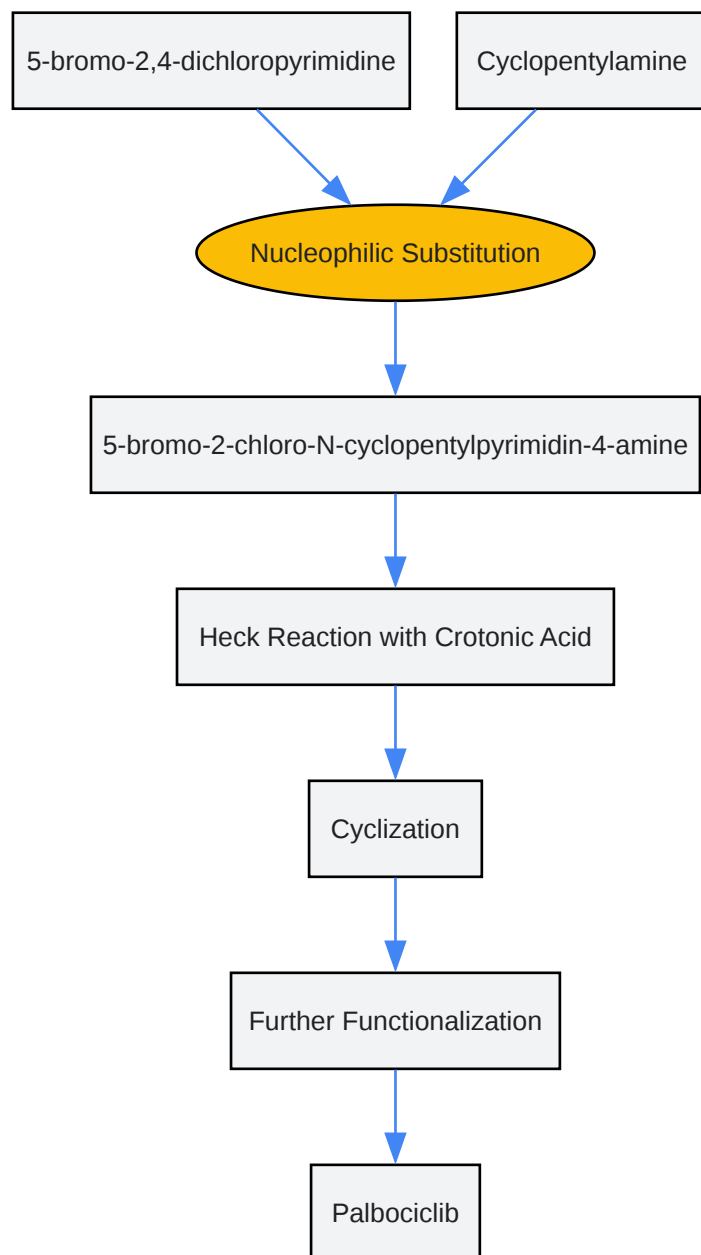 5-bromo-2,4-dichloropyrimidine
Cyclopentylamine
Nucleophilic Substitution
5-bromo-2-chloro-N-cyclopentylpyrimidin-4-amine
Heck Reaction with Crotonic Acid
Cyclization
Further Functionalization
Palbociclib